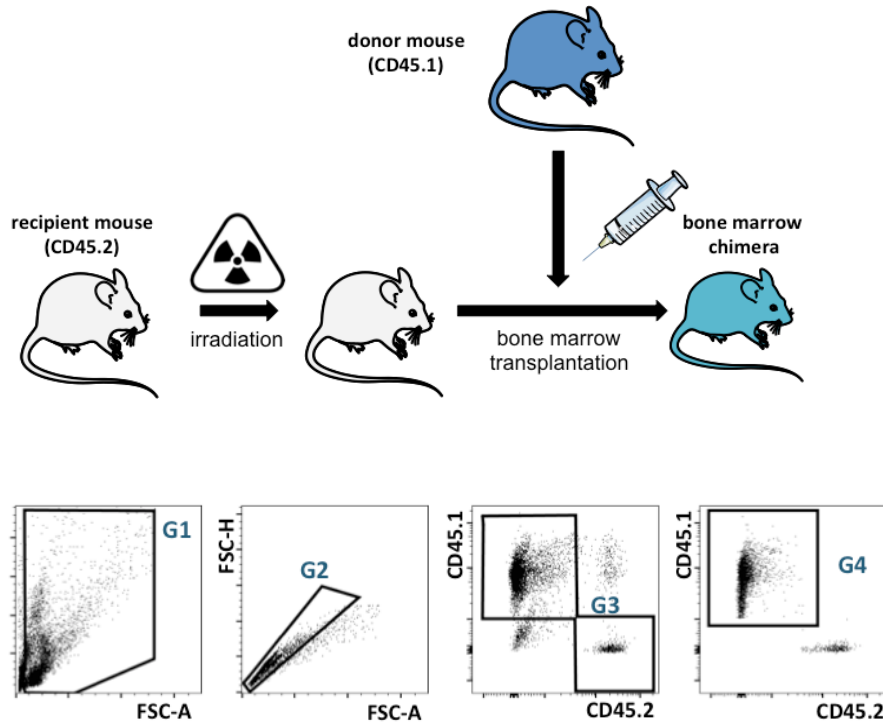 donor mouse
(CD45.1)
recipient mouse
(CD45.2)
irradiation
bone marrow
transplantation
bone marrow
chimera
G1
FSC-A
FSC-H
G2
FSC-A
CD45.1
G3
CD45.2
CD45.1
G4
CD45.2